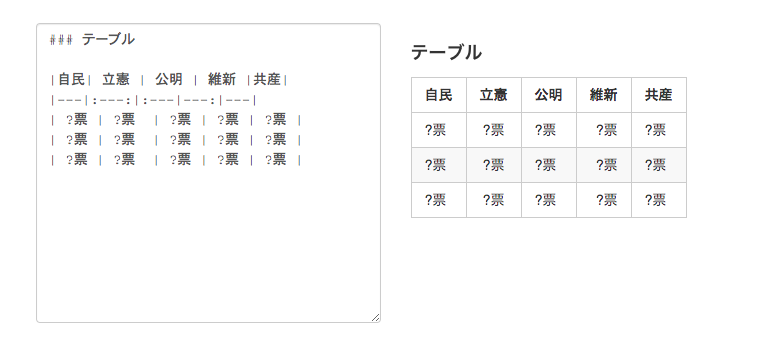 ### テーブル
|自民| 立憲 | 公明 | 維新 |共産|
|---|:---:|:---|---:|---|
| ?票 | ?票 | ?票 | ?票 | ?票 |
| ?票 | ?票 | ?票 | ?票 | ?票 |
| ?票 | ?票 | ?票 | ?票 | ?票 |
テーブル
自民 立憲 公明 維新 共産
?票 ?票 ?票 ?票 ?票
?票 ?票 ?票 ?票 ?票
?票 ?票 ?票 ?票 ?票